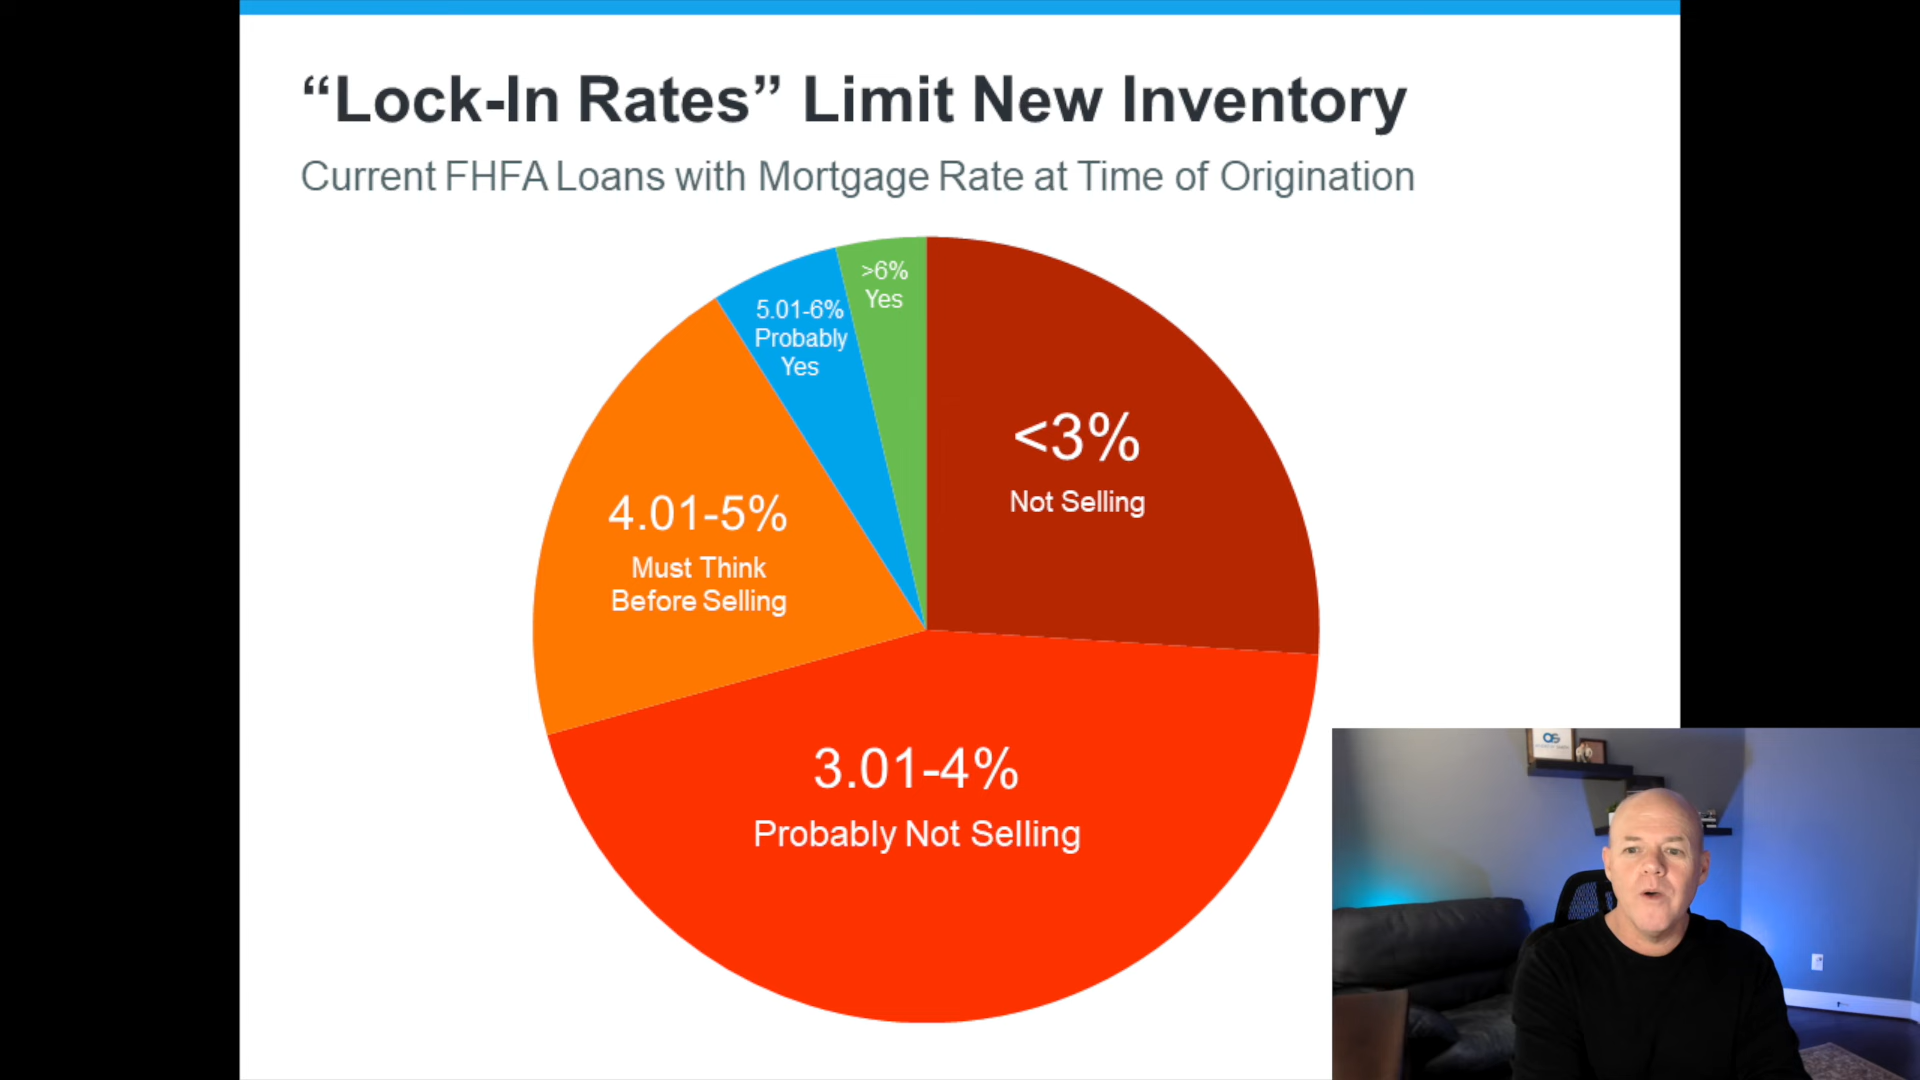 “Lock-In Rates” Limit New Inventory
Current FHFA Loans with Mortgage Rate at Time of Origination
>6%
Yes
5.01-6%
Probably
Yes
<3%
Not Selling
4.01-5%
Must Think
Before Selling
3.01-4%
Probably Not Selling